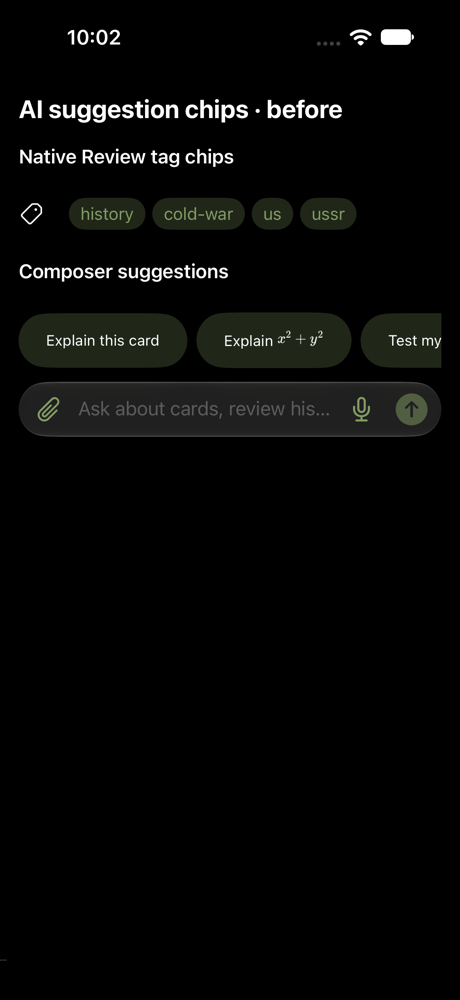 10:02
AI suggestion chips · before
Native Review tag chips
history cold-war us ussr
Composer suggestions
Explain this card Explain x² + y² Test my
Ask about cards, review his...